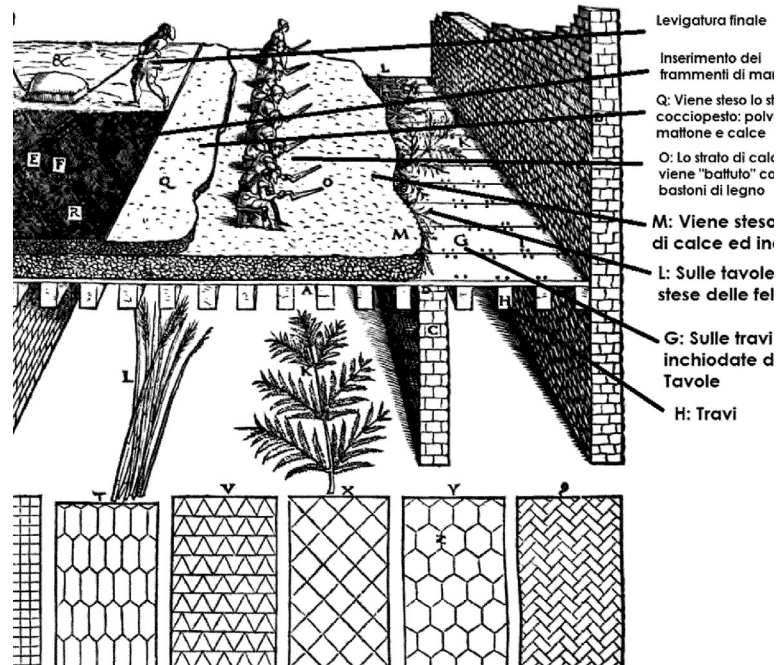 Levigatura finale
Inserimento dei
frammenti di mar
Q: Viene steso lo st
cocciopesto: polv
mattone e calce
O: Lo strato di calc
viene "battuto" co
bastoni di legno
M: Viene steso
di calce ed ine
L: Sulle tavole
stese delle fel
G: Sulle travi
inchiodate d
Tavole
H: Travi
L
E F
Q
R
O
M
G
A
D
H
C
L
K
T
V
X
Y
Z